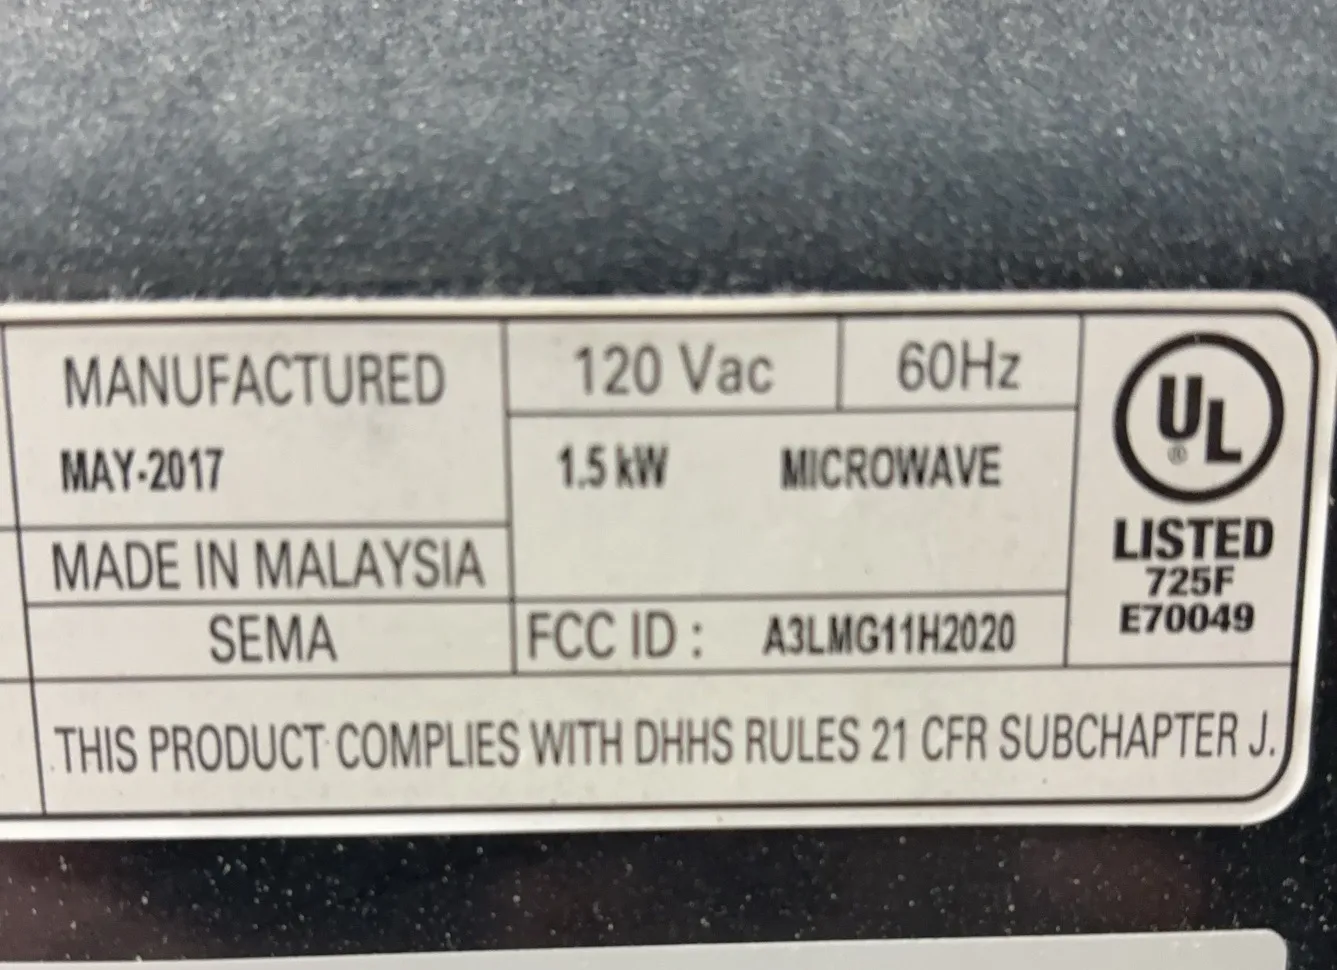 MANUFACTURED
MAY-2017
MADE IN MALAYSIA
SEMA
120 Vac
60Hz
1.5 kW MICROWAVE
FCC ID : A3LMG11H2020
UL
®
LISTED
725F
E70049
THIS PRODUCT COMPLIES WITH DHHS RULES 21 CFR SUBCHAPTER J.